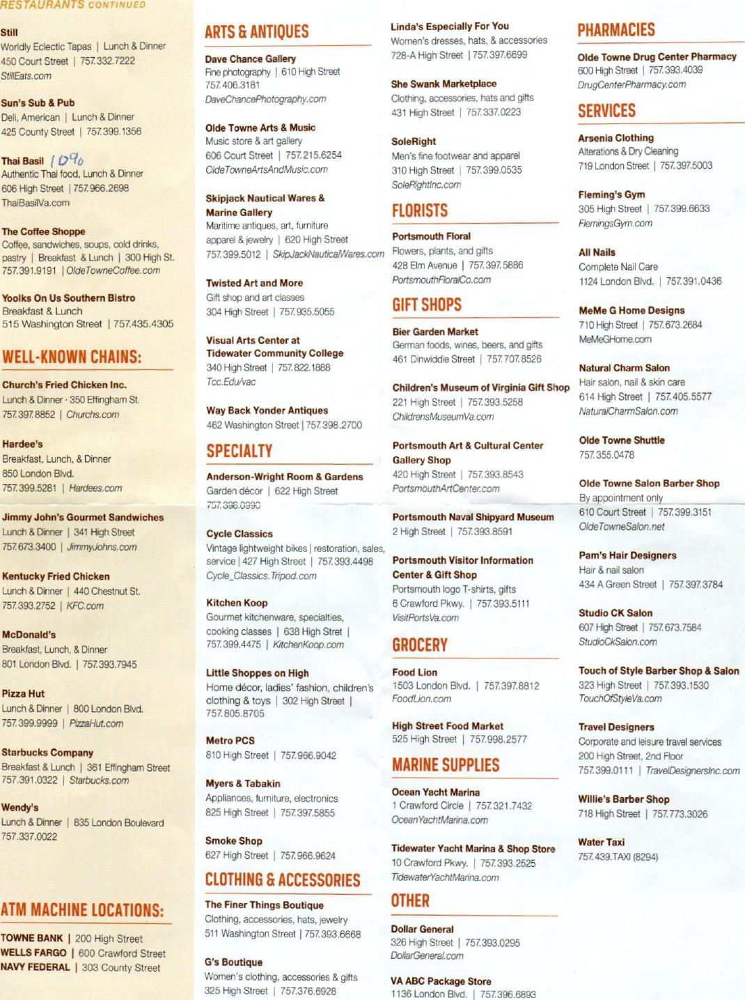 RESTAURANTS CONTINUED
Still
Worldly Eclectic Tapas | Lunch & Dinner
450 Court Street | 757.332.7222
StillEats.com
Sun's Sub & Pub
Deli, American | Lunch & Dinner
425 County Street | 757.399.1356
Thai Basil 10%
Authentic Thai food, Lunch & Dinner
606 High Street | 757.966.2698
ThaiBasilVa.com
The Coffee Shoppe
Coffee, sandwiches, soups, cold drinks,
pastry | Breakfast & Lunch | 300 High St.
757.391.9191 | OldeTowneCoffee.com
Yoolks On Us Southern Bistro
Breakfast & Lunch
515 Washington Street | 757.435.4305
WELL-KNOWN CHAINS:
Church's Fried Chicken Inc.
Lunch & Dinner · 350 Effingham St.
757.397.8852 | Churchs.com
Hardee's
Breakfast, Lunch, & Dinner
850 London Blvd.
757.399.5281 | Hardees.com
Jimmy John's Gourmet Sandwiches
Lunch & Dinner | 341 High Street
757.673.3400 | JimmyJohns.com
Kentucky Fried Chicken
Lunch & Dinner | 440 Chestnut St.
757.393.2752 | KFC.com
McDonald's
Breakfast, Lunch, & Dinner
801 London Blvd. | 757.393.7945
Pizza Hut
Lunch & Dinner | 800 London Blvd.
757.399.9999 | PizzaHut.com
Starbucks Company
Breakfast & Lunch | 361 Effingham Street
757.391.0322 | Starbucks.com
Wendy's
Lunch & Dinner | 835 London Boulevard
757.337.0022
ATM MACHINE LOCATIONS:
TOWNE BANK | 200 High Street
WELLS FARGO | 600 Crawford Street
NAVY FEDERAL | 303 County Street
ARTS & ANTIQUES
Dave Chance Gallery
Fine photography | 610 High Street
757.406.3181
DaveChancePhotography.com
Olde Towne Arts & Music
Music store & art gallery
606 Court Street | 757.215.6254
OldeTowneArtsAndMusic.com
Skipjack Nautical Wares &
Marine Gallery
Maritime antiques, art, furniture
apparel & jewelry | 620 High Street
757.399.5012 | SkipJackNauticalWares.com
Twisted Art and More
Gift shop and art classes
304 High Street | 757.935.5055
Visual Arts Center at
Tidewater Community College
340 High Street | 757.822.1888
Tcc.Edu/vac
Way Back Yonder Antiques
462 Washington Street | 757.398.2700
SPECIALTY
Anderson-Wright Room & Gardens
Garden décor | 622 High Street
757.398.0990
Cycle Classics
Vintage lightweight bikes | restoration, sales,
service | 427 High Street | 757.393.4498
Cycle_Classics.Tripod.com
Kitchen Koop
Gourmet kitchenware, specialties,
cooking classes | 638 High Stret |
757.399.4475 | KitchenKoop.com
Little Shoppes on High
Home décor, ladies' fashion, children's
clothing & toys | 302 High Street |
757.805.8705
Metro PCS
810 High Street | 757.966.9042
Myers & Tabakin
Appliances, furniture, electronics
825 High Street | 757.397.5855
Smoke Shop
627 High Street | 757.966.9624
CLOTHING & ACCESSORIES
The Finer Things Boutique
Clothing, accessories, hats, jewelry
511 Washington Street | 757.393.6668
G's Boutique
Women's clothing, accessories & gifts
325 High Street | 757.376.6928
Linda's Especially For You
Women's dresses, hats, & accessories
728-A High Street | 757.397.6699
She Swank Marketplace
Clothing, accessories, hats and gifts
431 High Street | 757.337.0223
SoleRight
Men's fine footwear and apparel
310 High Street | 757.399.0535
SoleRightInc.com
FLORISTS
Portsmouth Floral
Flowers, plants, and gifts
428 Elm Avenue | 757.397.5886
PortsmouthFloralCo.com
GIFT SHOPS
Bier Garden Market
German foods, wines, beers, and gifts
461 Dinwiddie Street | 757.707.8526
Children's Museum of Virginia Gift Shop
221 High Street | 757.393.5258
ChildrensMuseumVa.com
Portsmouth Art & Cultural Center
Gallery Shop
420 High Street | 757.393.8543
PortsmouthArtCenter.com
Portsmouth Naval Shipyard Museum
2 High Street | 757.393.8591
Portsmouth Visitor Information
Center & Gift Shop
Portsmouth logo T-shirts, gifts
6 Crawford Pkwy. | 757.393.5111
VisitPortsVa.com
GROCERY
Food Lion
1503 London Blvd. | 757.397.8812
FoodLion.com
High Street Food Market
525 High Street | 757.998.2577
MARINE SUPPLIES
Ocean Yacht Marina
1 Crawford Circle | 757.321.7432
OceanYachtMarina.com
Tidewater Yacht Marina & Shop Store
10 Crawford Pkwy. | 757.393.2525
TidewaterYachtMarina.com
OTHER
Dollar General
326 High Street | 757.393.0295
DollarGeneral.com
VA ABC Package Store
1136 London Blvd. | 757.396.6893
PHARMACIES
Olde Towne Drug Center Pharmacy
600 High Street | 757.393.4039
DrugCenterPharmacy.com
SERVICES
Arsenia Clothing
Alterations & Dry Cleaning
719 London Street | 757.397.5003
Fleming's Gym
305 High Street | 757.399.6633
FlemingsGym.com
All Nails
Complete Nail Care
1124 London Blvd. | 757.391.0436
MeMe G Home Designs
710 High Street | 757.673.2684
MeMeGHome.com
Natural Charm Salon
Hair salon, nail & skin care
614 High Street | 757.405.5577
NaturalCharmSalon.com
Olde Towne Shuttle
757.355.0478
Olde Towne Salon Barber Shop
By appointment only
610 Court Street | 757.399.3151
OldeTowneSalon.net
Pam's Hair Designers
Hair & nail salon
434 A Green Street | 757.397.3784
Studio CK Salon
607 High Street | 757.673.7584
StudioCkSalon.com
Touch of Style Barber Shop & Salon
323 High Street | 757.393.1530
TouchOfStyleVa.com
Travel Designers
Corporate and leisure travel services
200 High Street, 2nd Floor
757.399.0111 | TravelDesignersInc.com
Willie's Barber Shop
718 High Street | 757.773.3026
Water Taxi
757.439.TAXI (8294)